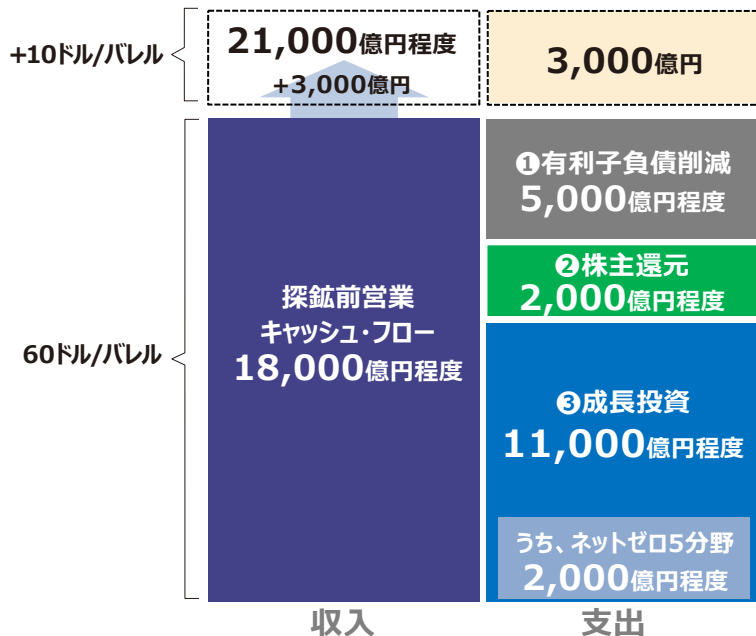 +10ドル/バレル
21,000億円程度
+3,000億円
3,000億円
60ドル/バレル
探鉱前営業
キャッシュ・フロー
18,000億円程度
❶有利子負債削減
5,000億円程度
❷株主還元
2,000億円程度
❸成長投資
11,000億円程度
うち、ネットゼロ5分野
2,000億円程度
収入
支出